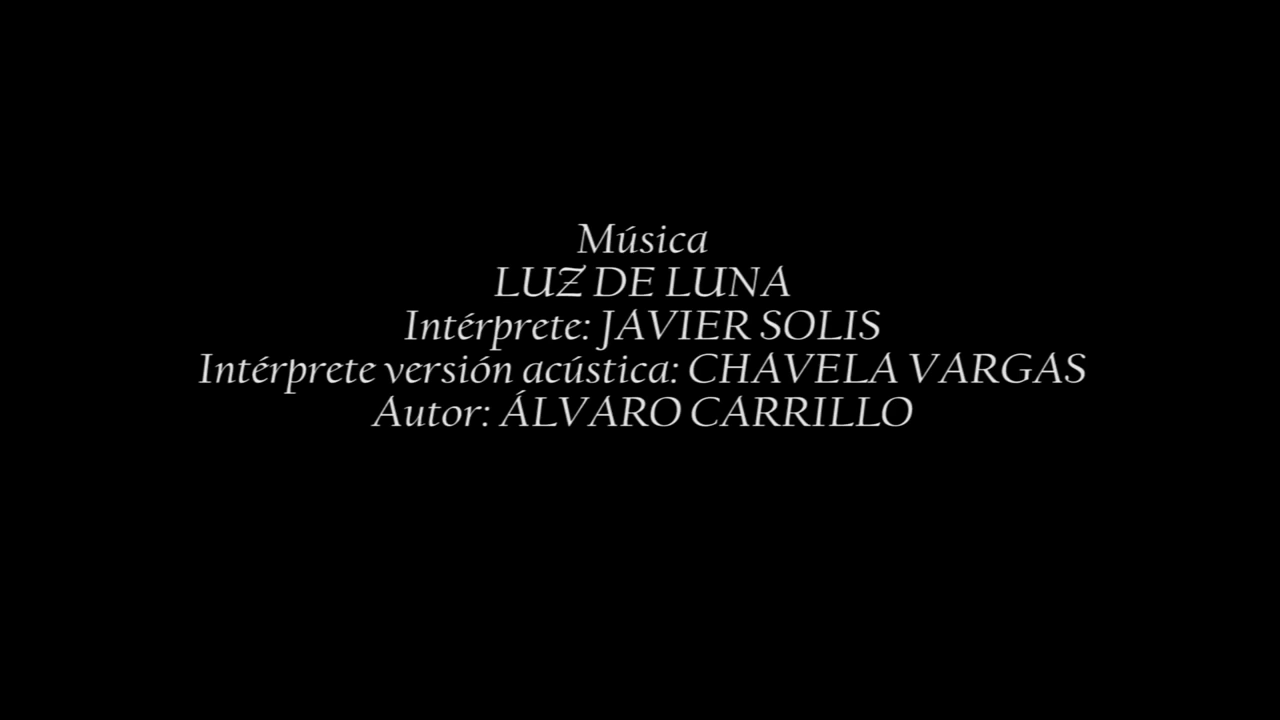 Música
LUZ DE LUNA
Intérprete: JAVIER SOLIS
Intérprete versión acústica: CHAVELA VARGAS
Autor: ÁLVARO CARRILLO